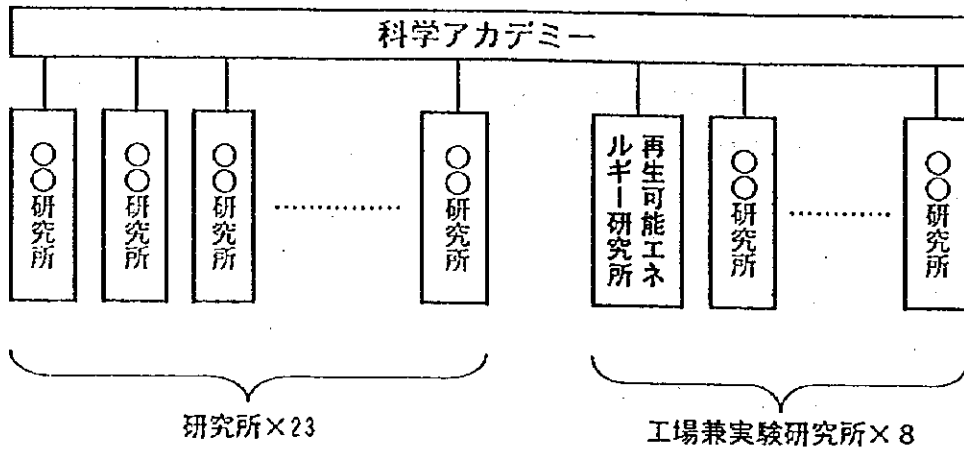 科学アカデミー
○○研究所
○○研究所
○○研究所
…………
○○研究所
再生可能エネ
ルギー研究所
○○研究所
…………
○○研究所
研究所×23
工場兼実験研究所×8